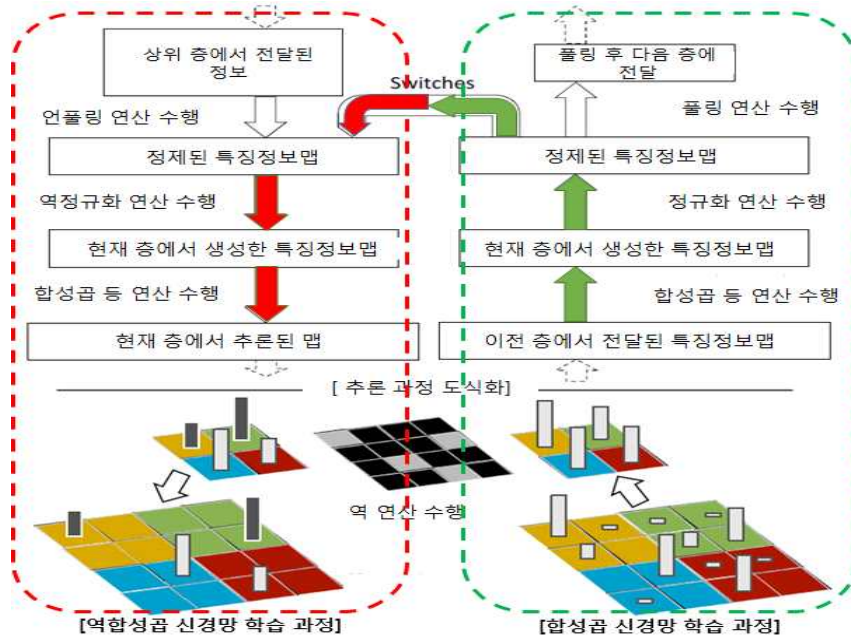 상위 층에서 전달된
정보
언풀링 연산 수행
정제된 특징정보맵
역정규화 연산 수행
현재 층에서 생성한 특징정보맵
합성곱 등 연산 수행
현재 층에서 추론된 맵
Switches
풀링 후 다음 층에
전달
풀링 연산 수행
정제된 특징정보맵
정규화 연산 수행
현재 층에서 생성한 특징정보맵
합성곱 등 연산 수행
이전 층에서 전달된 특징정보맵
[ 추론 과정 도식화]
역 연산 수행
[역합성곱 신경망 학습 과정]
[합성곱 신경망 학습 과정]